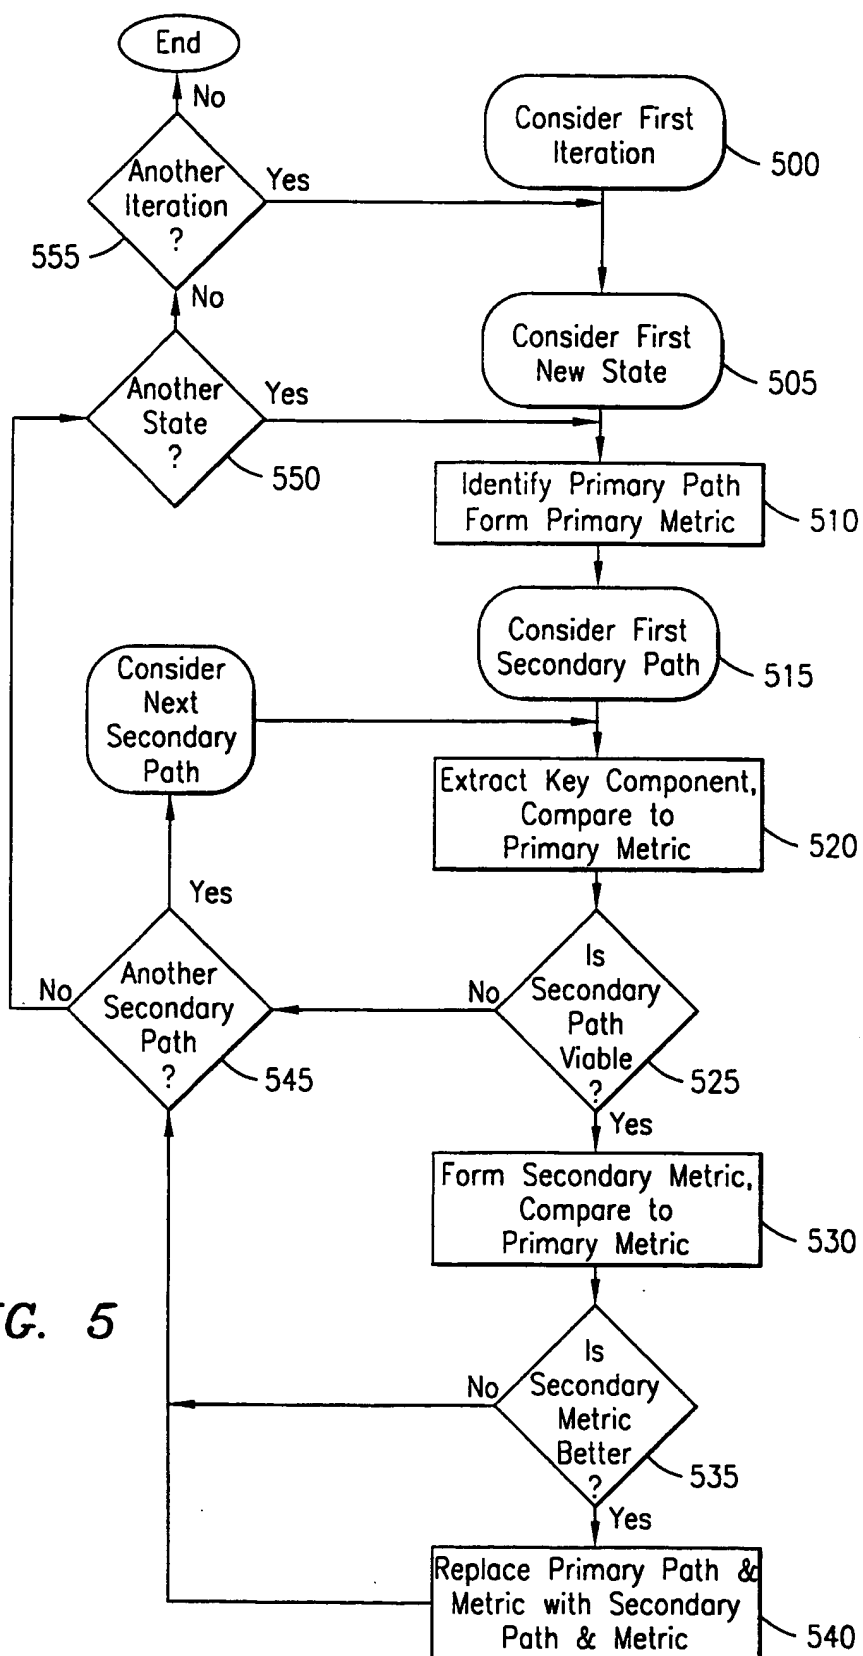 End
No
Another
Iteration
?
Yes
555
Consider First
Iteration
500
No
Consider First
New State
505
Another
State
?
Yes
550
Identify Primary Path
Form Primary Metric
510
Consider First
Secondary Path
515
Consider
Next
Secondary
Path
Extract Key Component,
Compare to
Primary Metric
520
Yes
Another
Secondary
Path
?
No
545
Is
Secondary
Path
Viable
?
No
525
Yes
Form Secondary Metric,
Compare to
Primary Metric
530
G. 5
Is
Secondary
Metric
Better
?
No
535
Yes
Replace Primary Path &
Metric with Secondary
Path & Metric
540